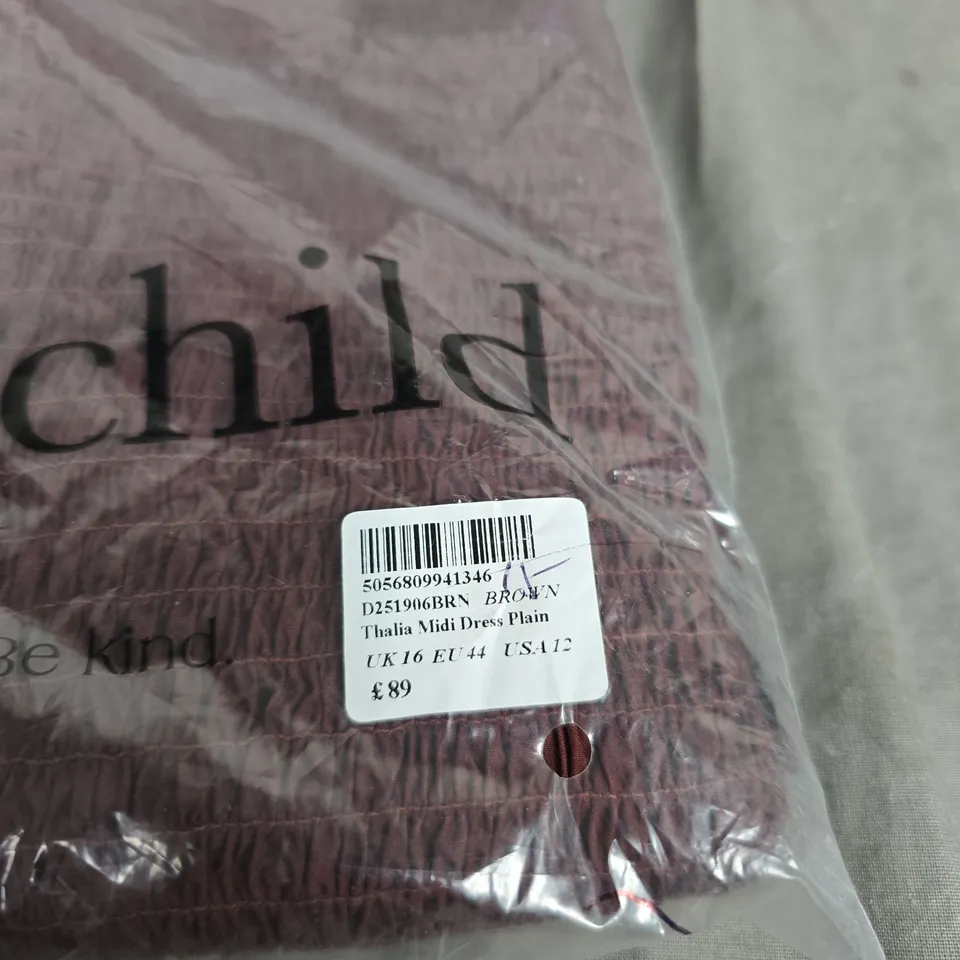 child
5056809941346
D251906BRN BROWN
Thalia Midi Dress Plain
Be kind.
UK 16 EU 44 USA 12
£89